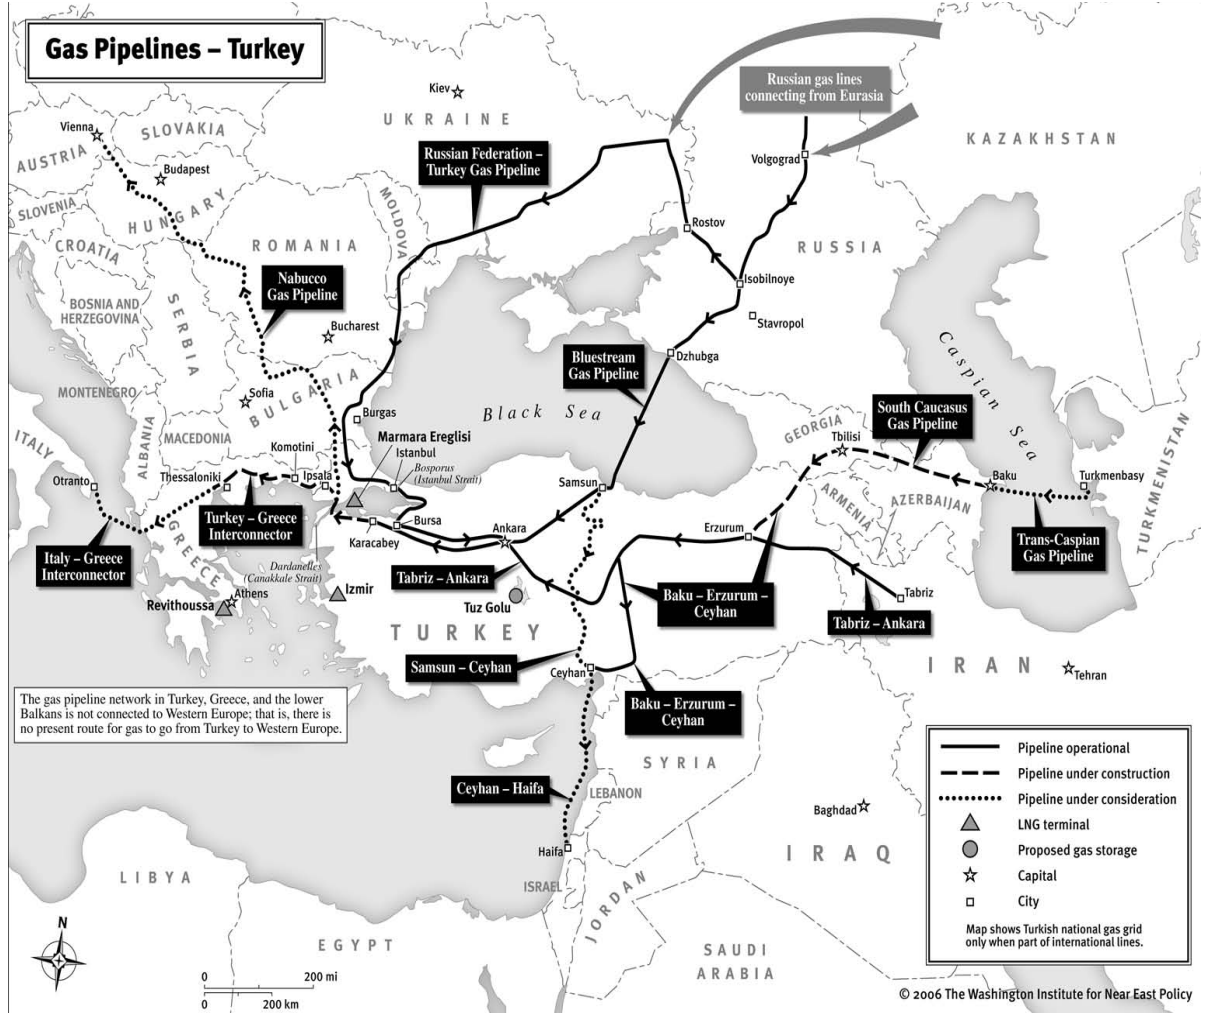 Gas Pipelines – Turkey
Russian gas lines
connecting from Eurasia
Kiev
UKRAINE
KAZAKHSTAN
Vienna
SLOVAKIA
AUSTRIA
Budapest
Russian Federation –
Turkey Gas Pipeline
Volgograd
SLOVENIA
HUNGARY
MOLDOVA
CROATIA
ROMANIA
Rostov
RUSSIA
Nabucco
Gas Pipeline
Isobilnoye
BOSNIA AND
HERZEGOVINA
SERBIA
Bucharest
Stavropol
Caspian Sea
Bluestream
Gas Pipeline
Dzhubga
MONTENEGRO
Sofia
BULGARIA
Burgas
Black Sea
South Caucasus
Gas Pipeline
GEORGIA
Tbilisi
ITALY
ALBANIA
MACEDONIA
Komotini
Marmara Ereglisi
Istanbul
Bosporus
(Istanbul Strait)
TURKMENISTAN
Otranto
Thessaloniki
Ipsala
Samsun
Baku
Turkmenbasy
ARMENIA
AZERBAIJAN
Turkey – Greece
Interconnector
Karacabey
Bursa
Ankara
Erzurum
Trans-Caspian
Gas Pipeline
Italy – Greece
Interconnector
GREECE
Dardanelles
(Canakkale Strait)
Tabriz – Ankara
Athens
Revithoussa
Izmir
Tuz Golu
Baku – Erzurum –
Ceyhan
Tabriz
Tabriz – Ankara
TURKEY
Samsun – Ceyhan
Ceyhan
IRAN
Tehran
The gas pipeline network in Turkey, Greece, and the lower
Balkans is not connected to Western Europe; that is, there is
no present route for gas to go from Turkey to Western Europe.
Baku – Erzurum –
Ceyhan
SYRIA
Ceyhan – Haifa
LEBANON
Baghdad
Haifa
IRAQ
LIBYA
ISRAEL
JORDAN
EGYPT
SAUDI
ARABIA
Pipeline operational
Pipeline under construction
Pipeline under consideration
LNG terminal
Proposed gas storage
Capital
City
Map shows Turkish national gas grid
only when part of international lines.
N
0 200 mi
0 200 km
© 2006 The Washington Institute for Near East Policy